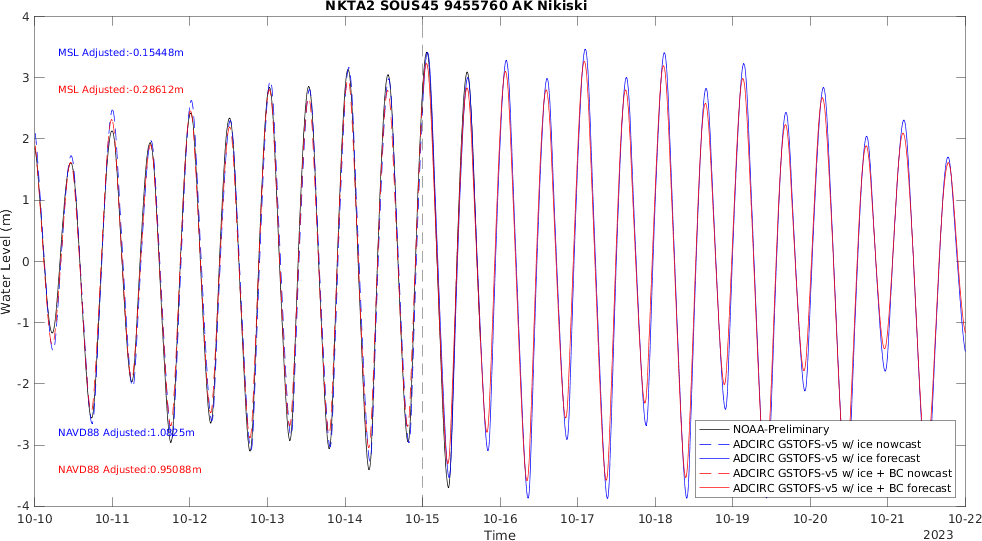 NKTA2 SOUS45 9455760 AK Nikiski
MSL Adjusted:-0.15448m
MSL Adjusted:-0.28612m
NAVD88 Adjusted:1.0825m
NAVD88 Adjusted:0.95088m
Water Level (m)
4
3
2
1
0
-1
-2
-3
-4
NOAA-Preliminary
ADCIRC GSTOFS-v5 w/ ice nowcast
ADCIRC GSTOFS-v5 w/ ice forecast
ADCIRC GSTOFS-v5 w/ ice + BC nowcast
ADCIRC GSTOFS-v5 w/ ice + BC forecast
10-10 10-11 10-12 10-13 10-14 10-15 10-16 10-17 10-18 10-19 10-20 10-21 10-22
Time
2023